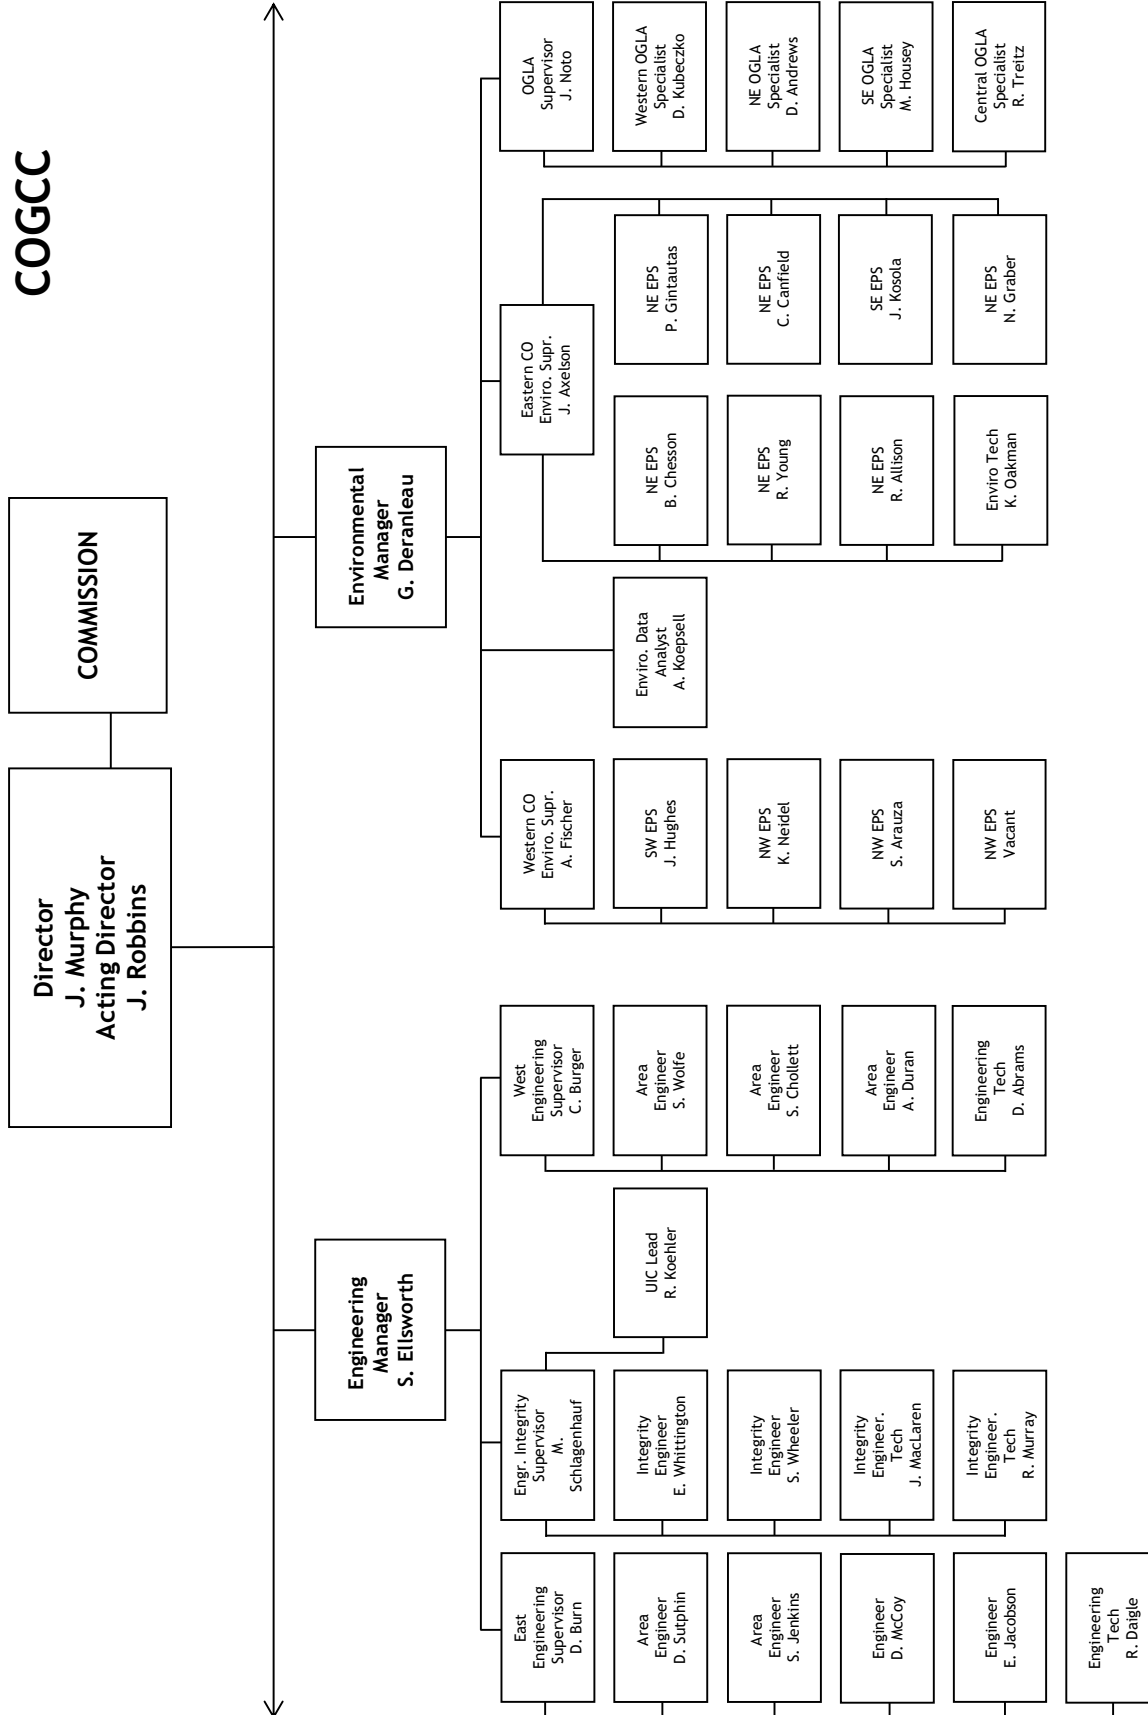 COGCC
COMMISSION
Director
J. Murphy
Acting Director
J. Robbins
Engineering
Manager
S. Ellsworth
Environmental
Manager
G. Deranleau
East
Engineering
Supervisor
D. Burn
Area
Engineer
D. Sutphin
Area
Engineer
S. Jenkins
Engineer
D. McCoy
Engineer
E. Jacobson
Engineering
Tech
R. Daigle
Engr. Integrity
Supervisor
M.
Schlagenhauf
Integrity
Engineer
E. Whittington
Integrity
Engineer
S. Wheeler
Integrity
Engineer.
Tech
J. MacLaren
Integrity
Engineer.
Tech
R. Murray
UIC Lead
R. Koehler
West
Engineering
Supervisor
C. Burger
Area
Engineer
S. Wolfe
Area
Engineer
S. Chollett
Area
Engineer
A. Duran
Engineering
Tech
D. Abrams
Western CO
Enviro. Supr.
A. Fischer
SW EPS
J. Hughes
NW EPS
K. Neidel
NW EPS
S. Arauza
NW EPS
Vacant
Enviro. Data
Analyst
A. Koepsell
Eastern CO
Enviro. Supr.
J. Axelson
NE EPS
B. Chesson
NE EPS
R. Young
NE EPS
R. Allison
Enviro Tech
K. Oakman
NE EPS
P. Gintautas
NE EPS
C. Canfield
SE EPS
J. Kosola
NE EPS
N. Graber
OGLA
Supervisor
J. Noto
Western OGLA
Specialist
D. Kubeczko
NE OGLA
Specialist
D. Andrews
SE OGLA
Specialist
M. Housey
Central OGLA
Specialist
R. Treitz